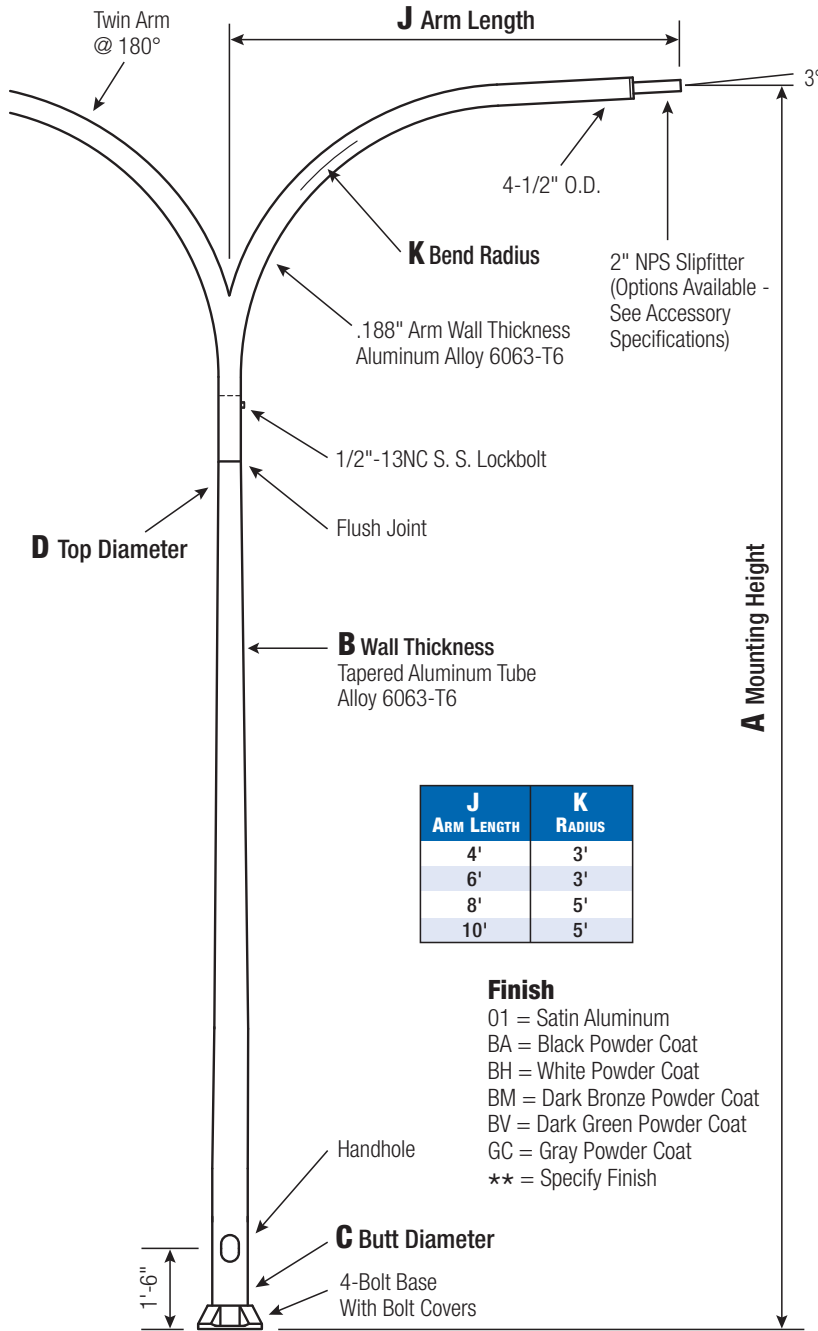 Twin Arm
@ 180°
J Arm Length
3°
4-1/2" O.D.
K Bend Radius
2" NPS Slipfitter
(Options Available -
See Accessory
Specifications)
.188" Arm Wall Thickness
Aluminum Alloy 6063-T6
1/2"-13NC S. S. Lockbolt
Flush Joint
D Top Diameter
A Mounting Height
B Wall Thickness
Tapered Aluminum Tube
Alloy 6063-T6
J K
Arm Length Radius
4' 3'
6' 3'
8' 5'
10' 5'
Finish
01 = Satin Aluminum
BA = Black Powder Coat
BH = White Powder Coat
BM = Dark Bronze Powder Coat
BV = Dark Green Powder Coat
GC = Gray Powder Coat
** = Specify Finish
Handhole
C Butt Diameter
1'-6"
4-Bolt Base
With Bolt Covers